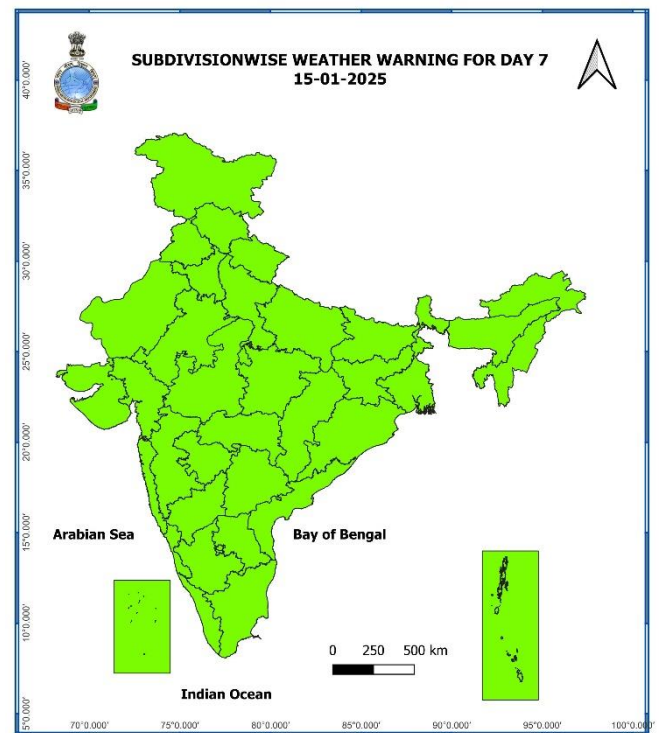 SUBDIVISIONWISE WEATHER WARNING FOR DAY 7
15-01-2025
40°0.000'
35°0.000'
30°0.000'
25°0.000'
20°0.000'
15°0.000'
10°0.000'
5°0.000'
Arabian Sea
Bay of Bengal
0 250 500 km
Indian Ocean
70°0.000' 75°0.000' 80°0.000' 85°0.000' 90°0.000' 95°0.000' 100°0.000'